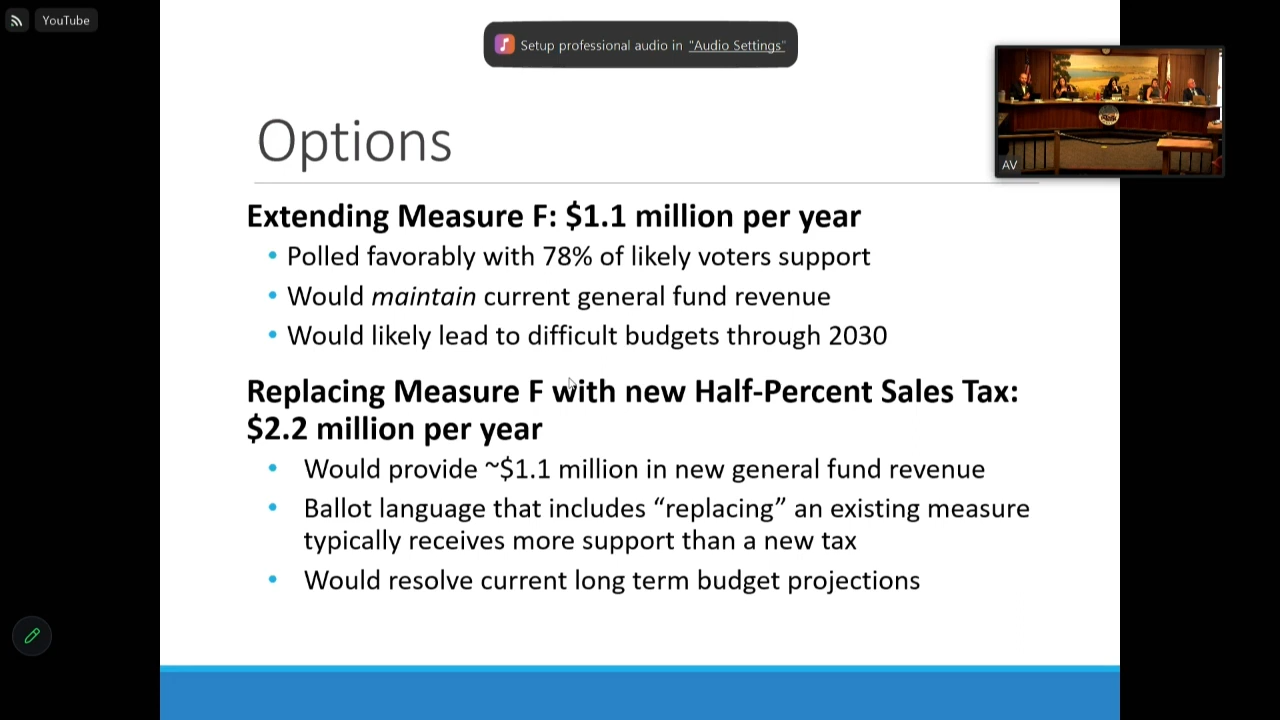 YouTube
Setup professional audio in "Audio Settings"
Options
Extending Measure F: $1.1 million per year
• Polled favorably with 78% of likely voters support
• Would maintain current general fund revenue
• Would likely lead to difficult budgets through 2030
Replacing Measure F with new Half-Percent Sales Tax:
$2.2 million per year
• Would provide ~$1.1 million in new general fund revenue
• Ballot language that includes “replacing” an existing measure
typically receives more support than a new tax
• Would resolve current long term budget projections
AV